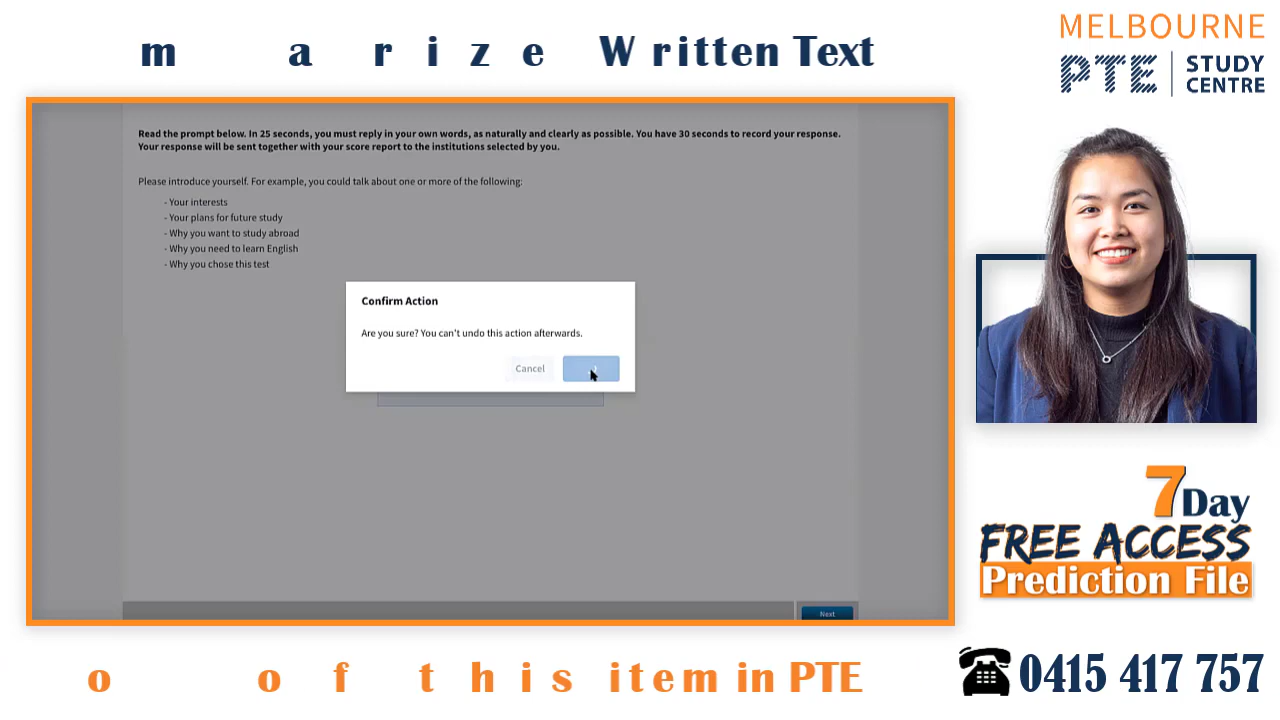 MELBOURNE
PTE STUDY CENTRE
m a r i z e Written Text
Read the prompt below. In 25 seconds, you must reply in your own words, as naturally and clearly as possible. You have 30 seconds to record your response.
Your response will be sent together with your score report to the institutions selected by you.
Please introduce yourself. For example, you could talk about one or more of the following:
- Your interests
- Your plans for future study
- Why you want to study abroad
- Why you need to learn English
- Why you chose this test
Confirm Action
Are you sure? You can't undo this action afterwards.
Cancel
Next
7 Day
FREE ACCESS
Prediction File
o o f t h i s item in PTE
0415 417 757